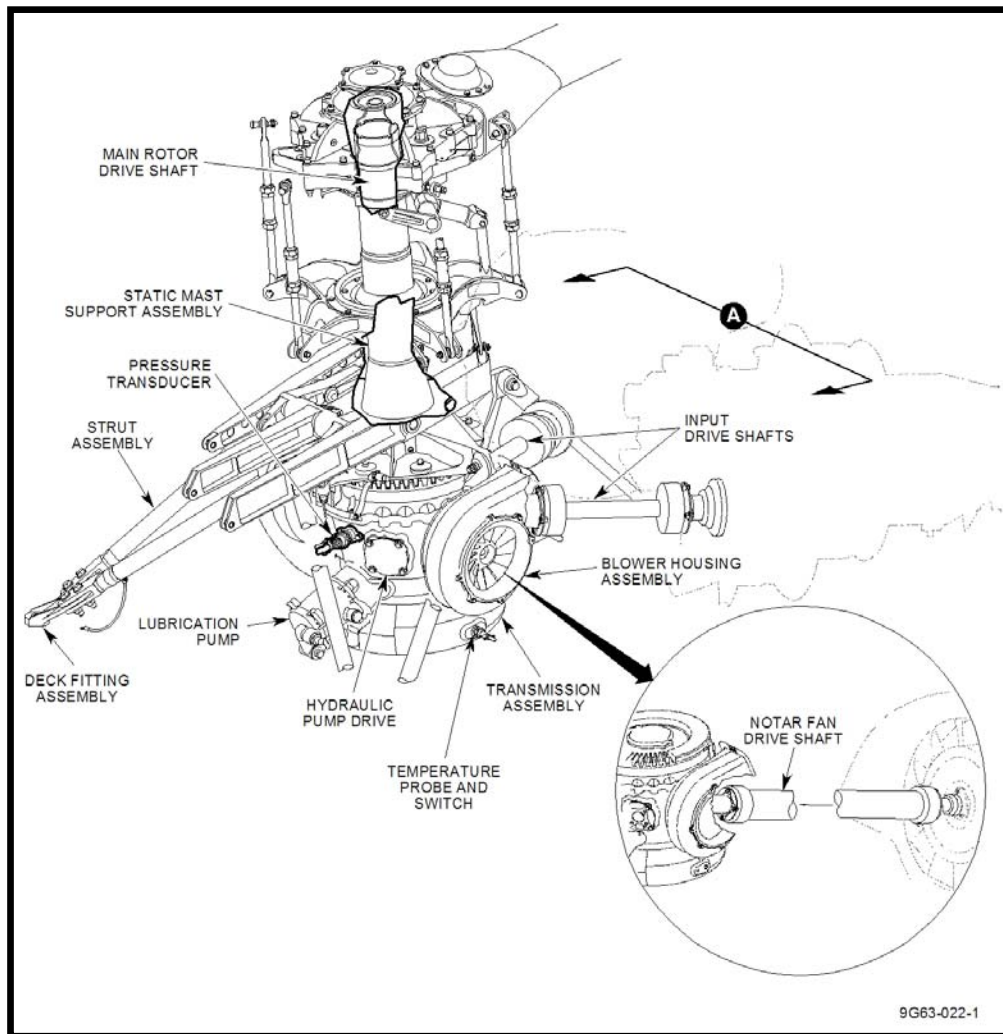 MAIN ROTOR
DRIVE SHAFT
STATIC MAST
SUPPORT ASSEMBLY
PRESSURE
TRANSDUCER
STRUT
ASSEMBLY
A
INPUT
DRIVE SHAFTS
BLOWER HOUSING
ASSEMBLY
LUBRICATION
PUMP
DECK FITTING
ASSEMBLY
HYDRAULIC
PUMP DRIVE
TRANSMISSION
ASSEMBLY
TEMPERATURE
PROBE AND
SWITCH
NOTAR FAN
DRIVE SHAFT
9G63-022-1